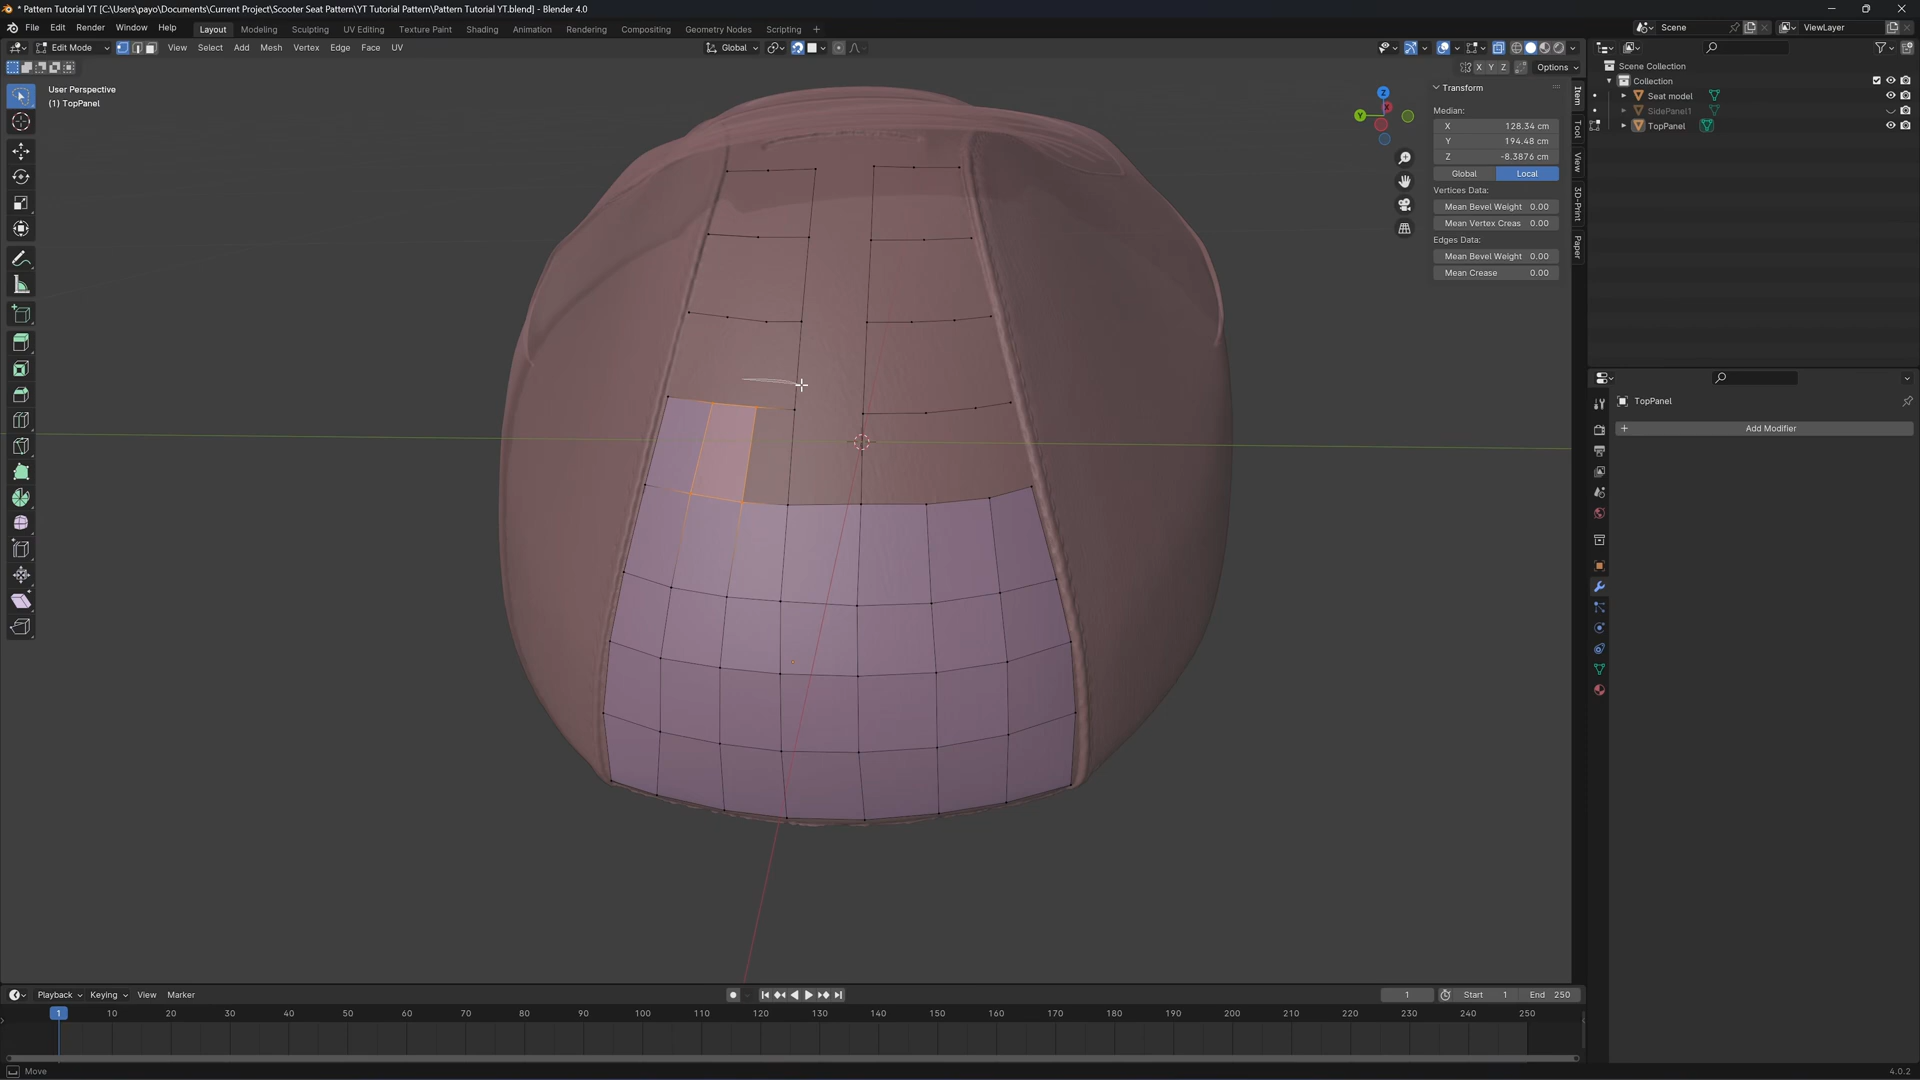 * Pattern Tutorial YT [C:\Users\payo\Documents\Current Project\Scooter Seat Pattern\YT Tutorial Pattern\Pattern Tutorial YT.blend] - Blender 4.0
File Edit Render Window Help Layout Modeling Sculpting UV Editing Texture Paint Shading Animation Rendering Compositing Geometry Nodes Scripting + Scene ViewLayer
Edit Mode View Select Add Mesh Vertex Edge Face UV Global
X Y Z Options
User Perspective
(1) TopPanel
Z
X
Y
Transform
Median:
X 128.34 cm
Y 194.48 cm
Z -8.3876 cm
Global Local
Vertices Data:
Mean Bevel Weight 0.00
Mean Vertex Creas 0.00
Edges Data:
Mean Bevel Weight 0.00
Mean Crease 0.00
Item
Tool
View
3D-Print
Paper
Scene Collection
Collection
Seat model
SidePanel1
TopPanel
TopPanel
+ Add Modifier
Playback Keying View Marker 1 Start 1 End 250
1 10 20 30 40 50 60 70 80 90 100 110 120 130 140 150 160 170 180 190 200 210 220 230 240 250
Move 4.0.2